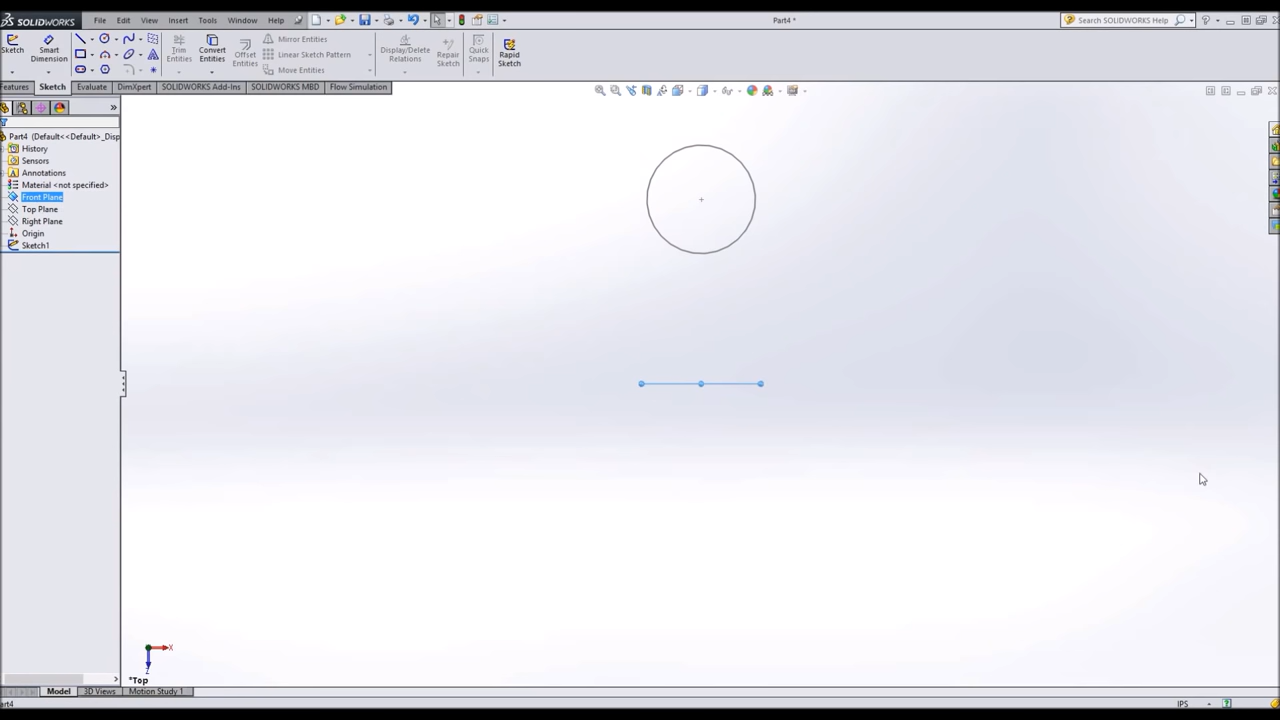 SOLIDWORKS File Edit View Insert Tools Window Help Part4 * Search SOLIDWORKS Help
Sketch Smart Dimension Trim Entities Convert Entities Offset Entities Mirror Entities Linear Sketch Pattern Move Entities Display/Delete Relations Repair Sketch Quick Snaps Rapid Sketch
Features Sketch Evaluate DimXpert SOLIDWORKS Add-Ins SOLIDWORKS MBD Flow Simulation
Part4 (Default<<Default>_Disp
History
Sensors
Annotations
Material <not specified>
Front Plane
Top Plane
Right Plane
Origin
Sketch1
X
Z
*Top
Model 3D Views Motion Study 1
art4 IPS